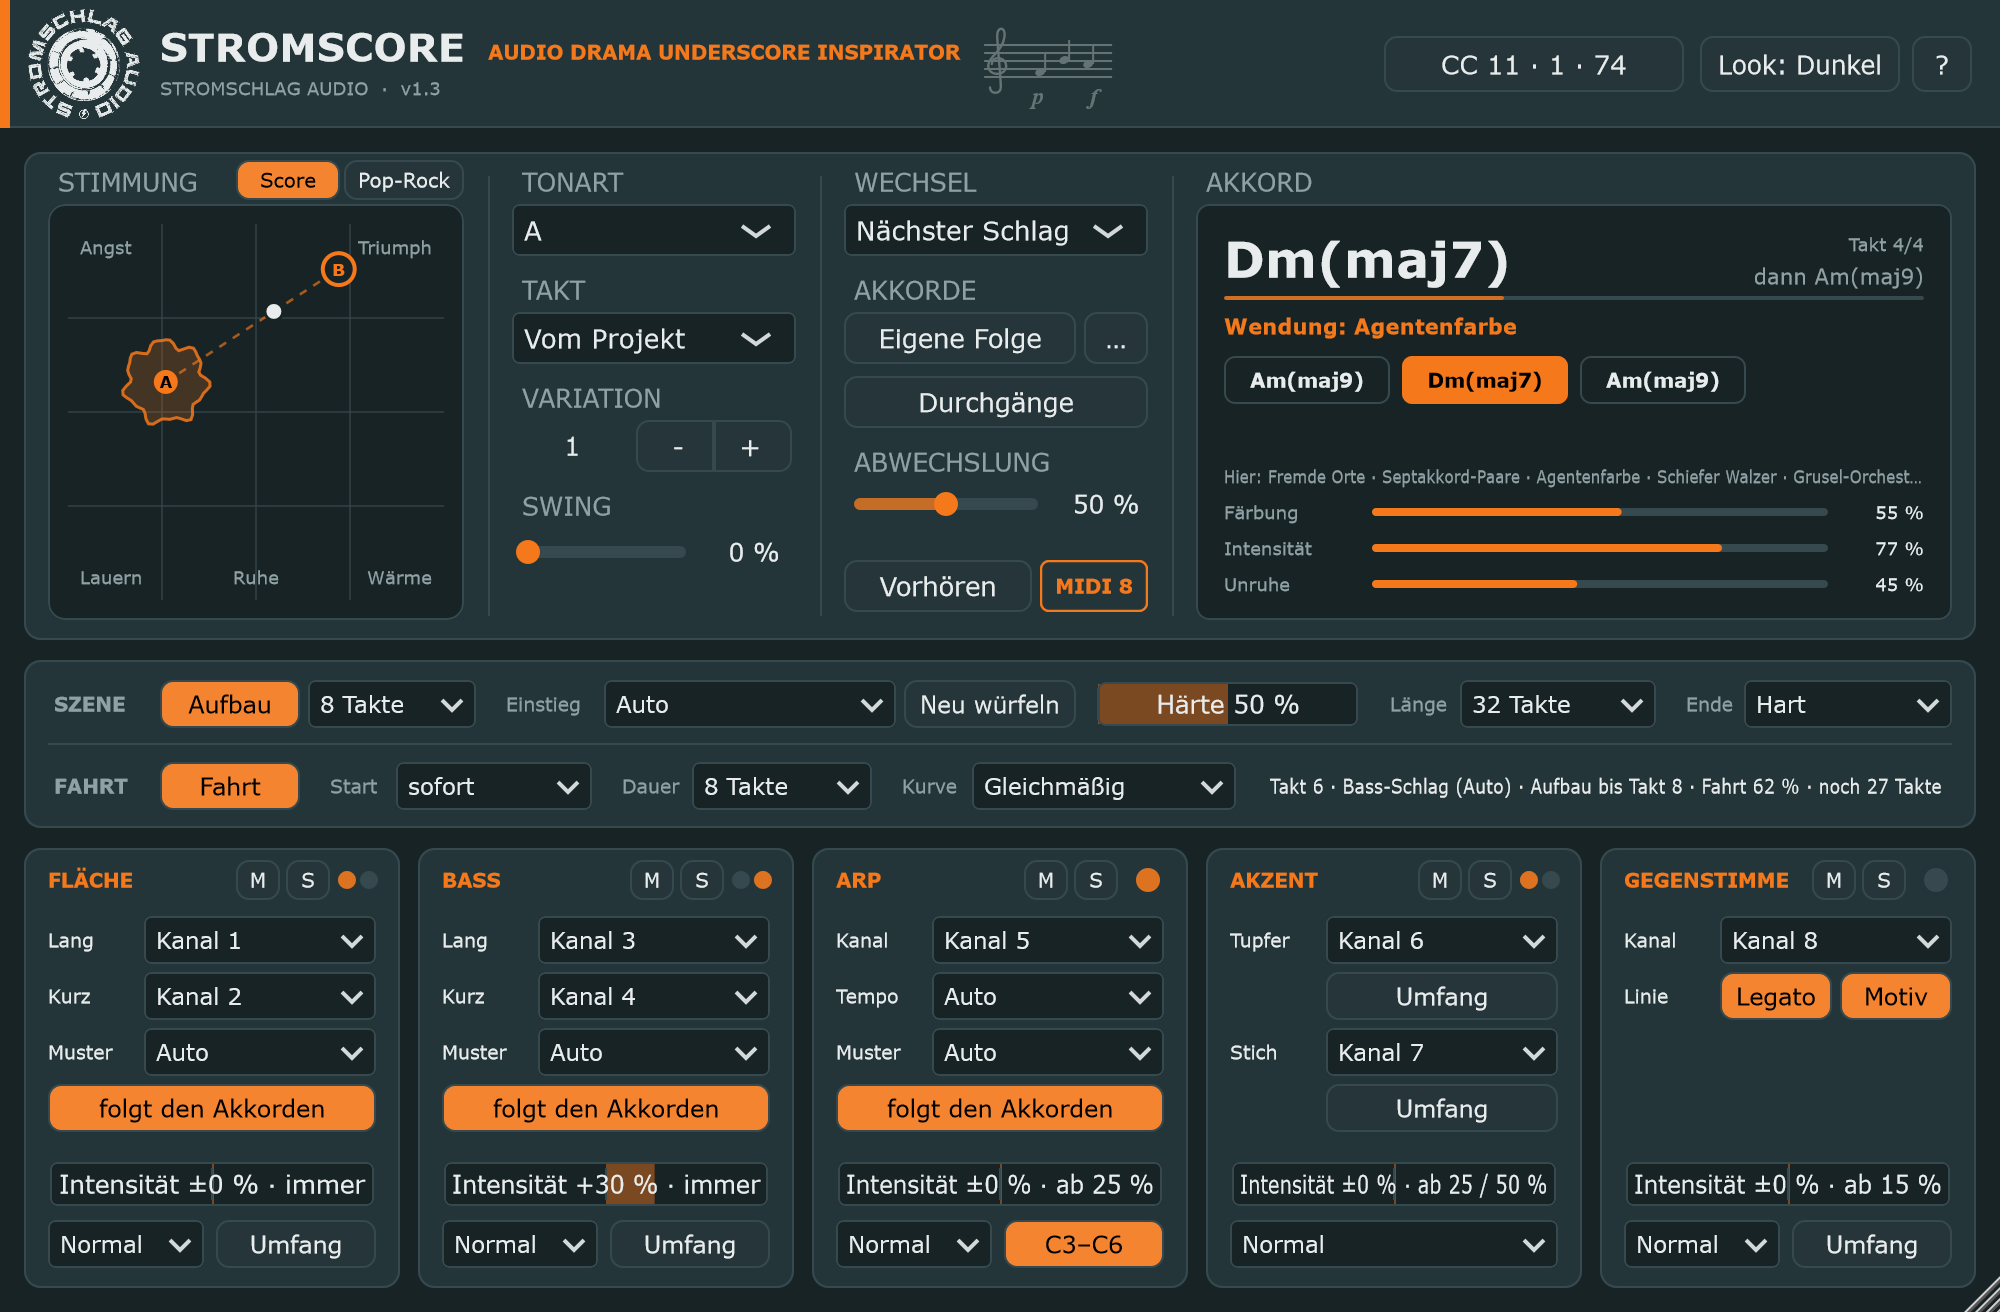 STROMSCHLAG AUDIO
STROMSCORE
AUDIO DRAMA UNDERSCORE INSPIRATOR
STROMSCHLAG AUDIO · v1.3
p f
CC 11 · 1 · 74
Look: Dunkel
?
STIMMUNG
Score
Pop-Rock
Angst
Triumph
B
A
Lauern
Ruhe
Wärme
TONART
A
TAKT
Vom Projekt
VARIATION
1
-
+
SWING
0 %
WECHSEL
Nächster Schlag
AKKORDE
Eigene Folge
...
Durchgänge
ABWECHSLUNG
50 %
Vorhören
MIDI 8
AKKORD
Dm(maj7)
Takt 4/4
dann Am(maj9)
Wendung: Agentenfarbe
Am(maj9)
Dm(maj7)
Am(maj9)
Hier: Fremde Orte · Septakkord-Paare · Agentenfarbe · Schiefer Walzer · Grusel-Orchest...
Färbung 55 %
Intensität 77 %
Unruhe 45 %
SZENE
Aufbau
8 Takte
Einstieg
Auto
Neu würfeln
Härte 50 %
Länge
32 Takte
Ende
Hart
FAHRT
Fahrt
Start
sofort
Dauer
8 Takte
Kurve
Gleichmäßig
Takt 6 · Bass-Schlag (Auto) · Aufbau bis Takt 8 · Fahrt 62 % · noch 27 Takte
FLÄCHE
M
S
Lang
Kanal 1
Kurz
Kanal 2
Muster
Auto
folgt den Akkorden
Intensität ±0 % · immer
Normal
Umfang
BASS
M
S
Lang
Kanal 3
Kurz
Kanal 4
Muster
Auto
folgt den Akkorden
Intensität +30 % · immer
Normal
Umfang
ARP
M
S
Kanal
Kanal 5
Tempo
Auto
Muster
Auto
folgt den Akkorden
Intensität ±0 % · ab 25 %
Normal
C3–C6
AKZENT
M
S
Tupfer
Kanal 6
Umfang
Stich
Kanal 7
Umfang
Intensität ±0 % · ab 25 / 50 %
Normal
GEGENSTIMME
M
S
Kanal
Kanal 8
Linie
Legato
Motiv
Intensität ±0 % · ab 15 %
Normal
Umfang